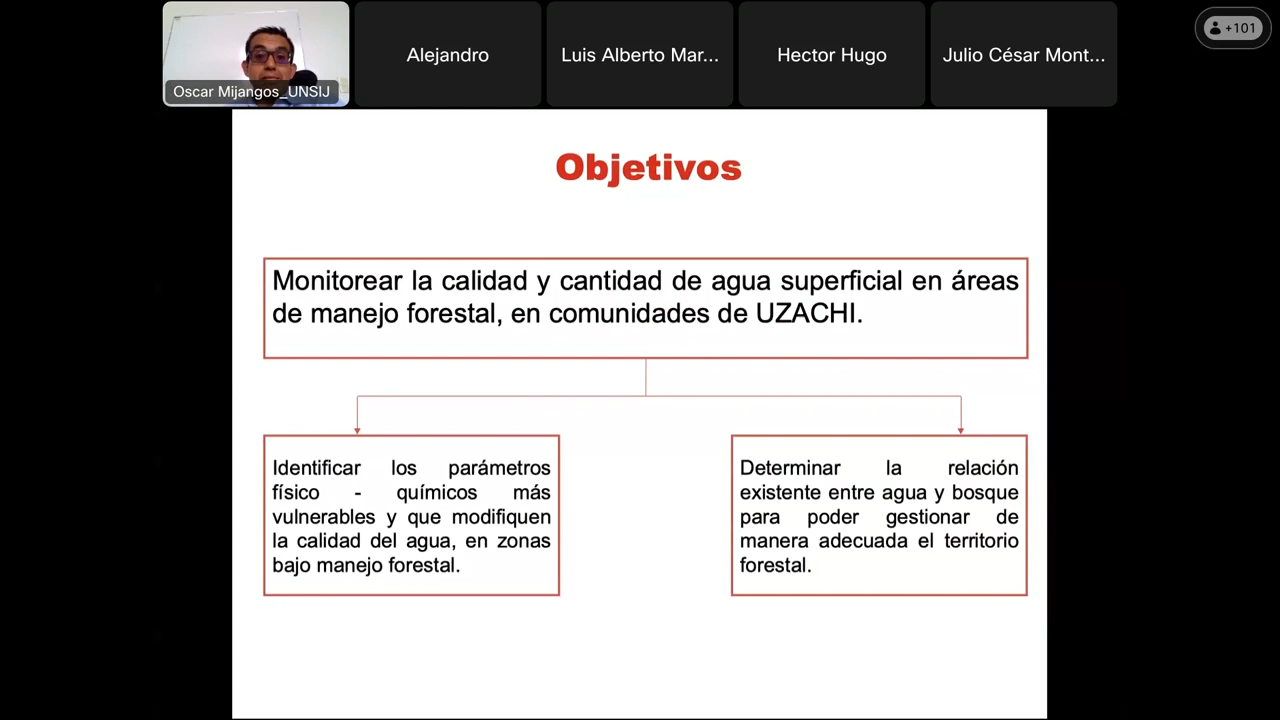 Oscar Mijangos_UNSIJ
Alejandro
Luis Alberto Mar...
Hector Hugo
Julio César Mont...
+101
Objetivos
Monitorear la calidad y cantidad de agua superficial en áreas
de manejo forestal, en comunidades de UZACHI.
Identificar los parámetros
físico - químicos más
vulnerables y que modifiquen
la calidad del agua, en zonas
bajo manejo forestal.
Determinar la relación
existente entre agua y bosque
para poder gestionar de
manera adecuada el territorio
forestal.